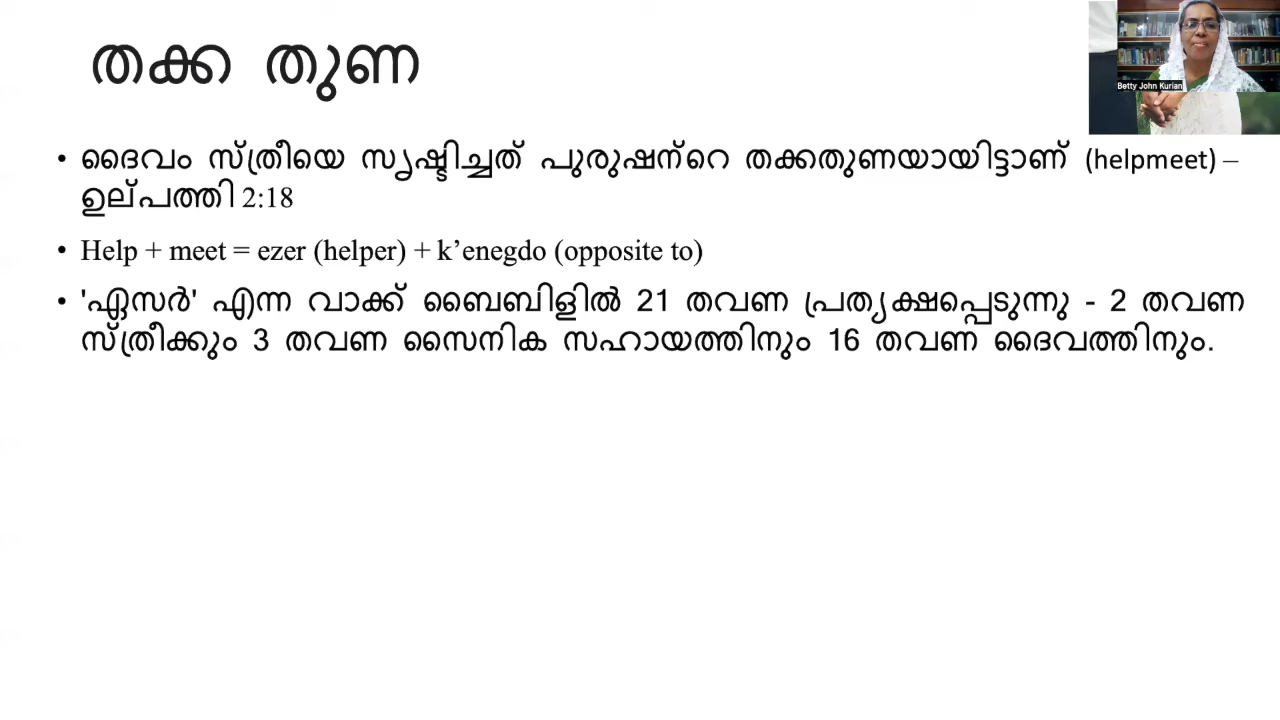 തക്ക തുണ
Betty John Kurian
• ദൈവം സ്ത്രീയെ സൃഷ്ടിച്ചത് പുരുഷന്റെ തക്കതുണയായിട്ടാണ് (helpmeet) –
ഉല്പത്തി 2:18
• Help + meet = ezer (helper) + k’enegdo (opposite to)
• 'ഏസർ' എന്ന വാക്ക് ബൈബിളിൽ 21 തവണ പ്രത്യക്ഷപ്പെടുന്നു - 2 തവണ
സ്ത്രീക്കും 3 തവണ സൈനിക സഹായത്തിനും 16 തവണ ദൈവത്തിനും.